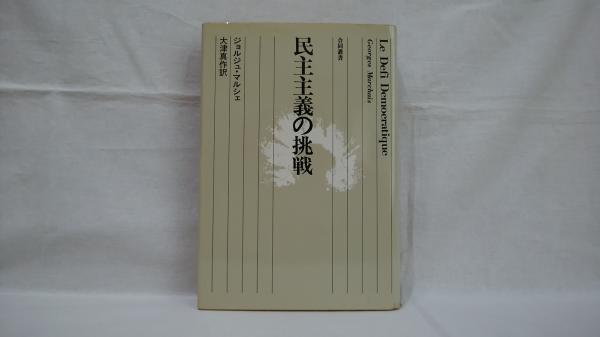 Le Défi Démocratique
Georges Marchais
合同叢書
民主主義の挑戦
ジョルジュ・マルシェ
大津真作訳